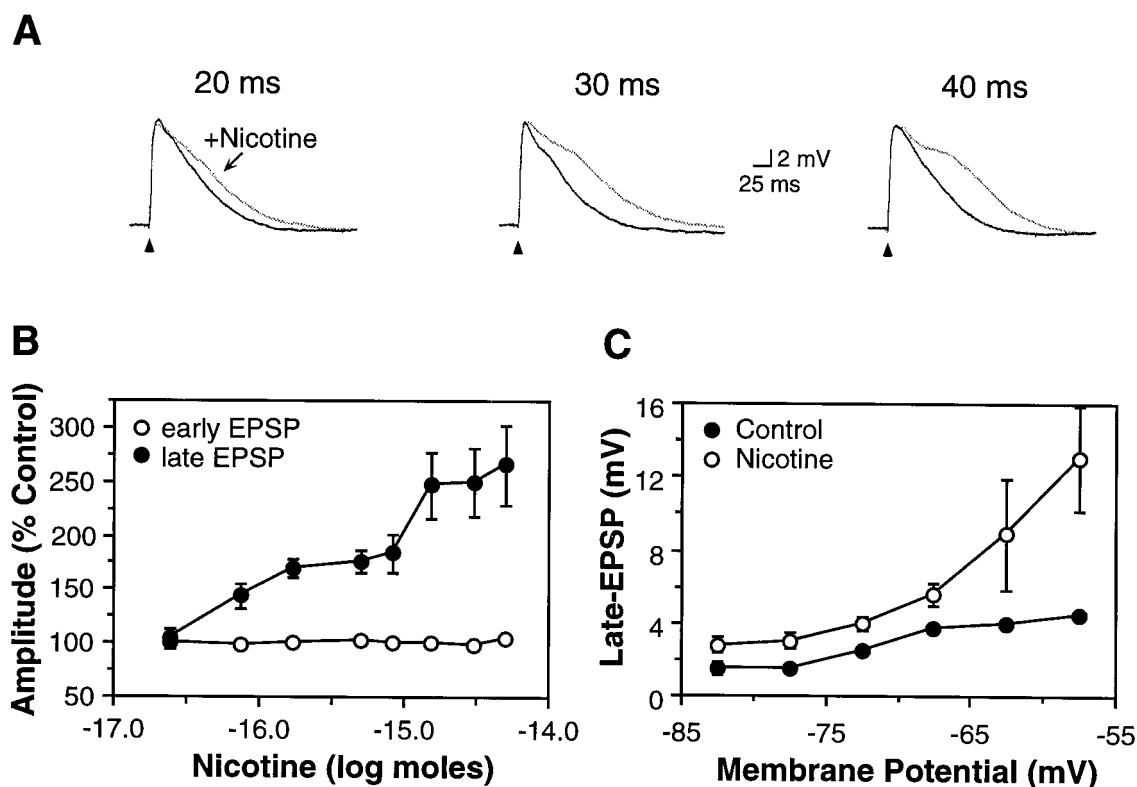 A
20 ms
30 ms
40 ms
+Nicotine
2 mV
25 ms
B
C
Amplitude (% Control)
300
250
200
150
100
50
early EPSP
late EPSP
-17.0
-16.0
-15.0
-14.0
Nicotine (log moles)
Late-EPSP (mV)
16
12
8
4
0
Control
Nicotine
-85
-75
-65
-55
Membrane Potential (mV)